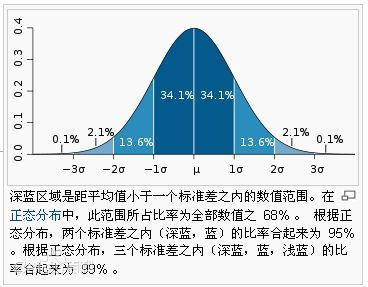 0.4
0.3
0.2
0.1
0.0
34.1% 34.1%
0.1% 2.1% 13.6% 13.6% 2.1% 0.1%
−3σ −2σ −1σ μ 1σ 2σ 3σ
深蓝区域是距平均值小于一个标准差之内的数值范围。在
正态分布中，此范围所占比率为全部数值之 68% 。 根据正
态分布，两个标准差之内（深蓝，蓝）的比率合起来为 95%
。根据正态分布，三个标准差之内（深蓝，蓝，浅蓝）的比
率合起来为 99% 。